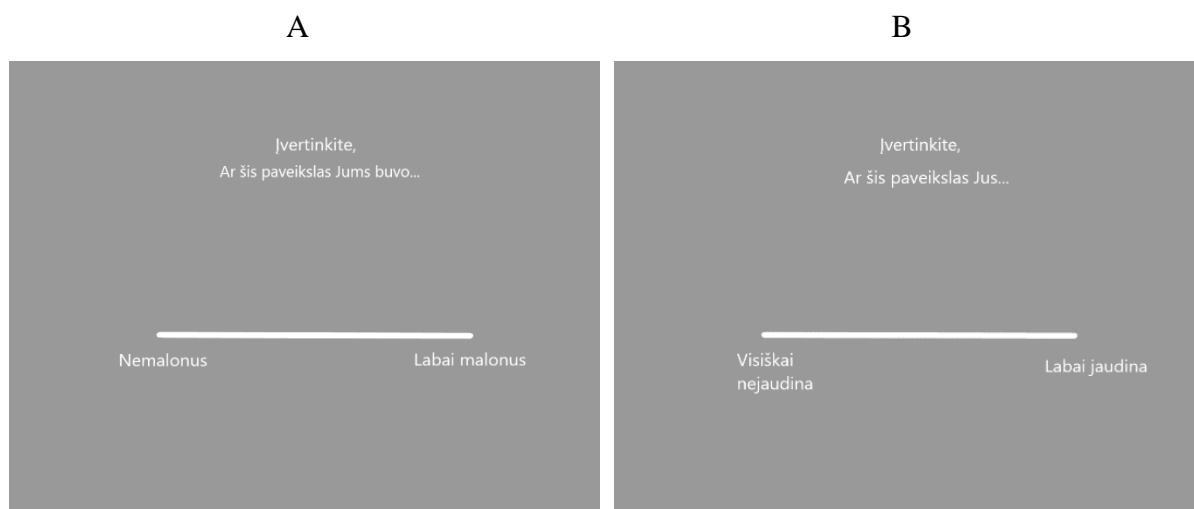 A
Įvertinkite,
Ar šis paveikslas Jums buvo...
Nemalonus
Labai malonus
B
Įvertinkite,
Ar šis paveikslas Jus...
Visiškai
nejaudina
Labai jaudina